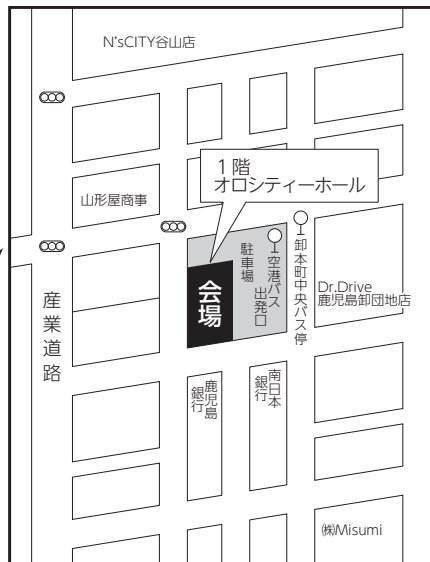 N'sCITY谷山店
1階
オロシティーホール
山形屋商事
会場
駐車場
空港バス
出発口
卸本町中央バス停
Dr.Drive
鹿児島卸団地店
産業道路
鹿児島
銀行
南日本
銀行
㈱Misumi